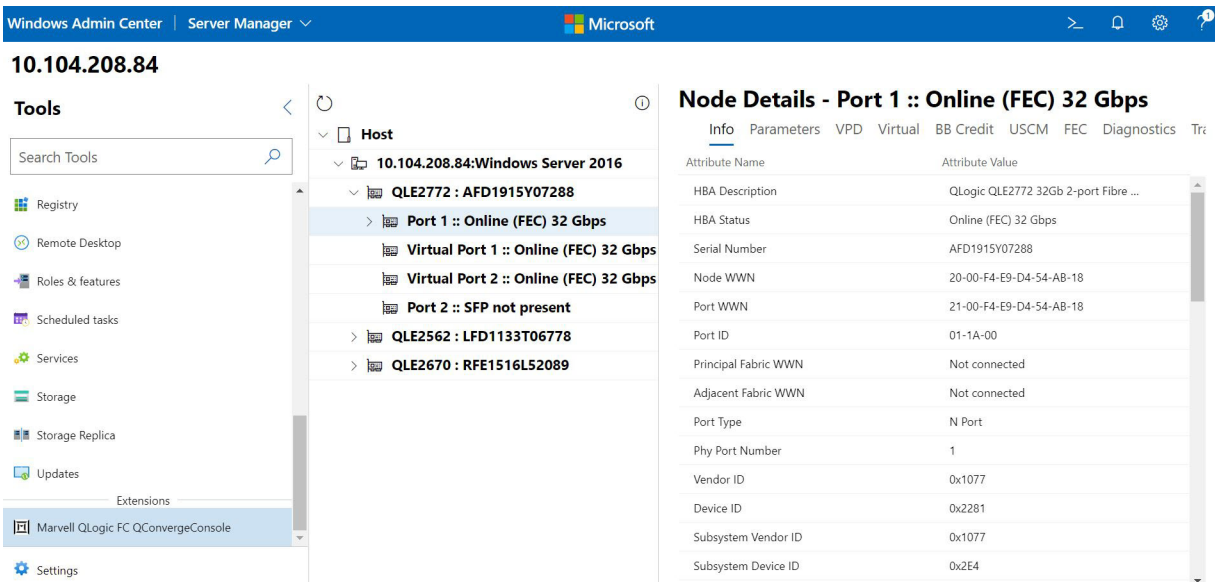 Windows Admin Center | Server Manager
Microsoft
1
10.104.208.84
Tools
Search Tools
Registry
Remote Desktop
Roles & features
Scheduled tasks
Services
Storage
Storage Replica
Updates
Extensions
Marvell QLogic FC QConvergeConsole
Settings
Host
10.104.208.84:Windows Server 2016
QLE2772 : AFD1915Y07288
Port 1 :: Online (FEC) 32 Gbps
Virtual Port 1 :: Online (FEC) 32 Gbps
Virtual Port 2 :: Online (FEC) 32 Gbps
Port 2 :: SFP not present
QLE2562 : LFD1133T06778
QLE2670 : RFE1516L52089
Node Details - Port 1 :: Online (FEC) 32 Gbps
Info Parameters VPD Virtual BB Credit USCM FEC Diagnostics Tra
Attribute Name Attribute Value
HBA Description QLogic QLE2772 32Gb 2-port Fibre ...
HBA Status Online (FEC) 32 Gbps
Serial Number AFD1915Y07288
Node WWN 20-00-F4-E9-D4-54-AB-18
Port WWN 21-00-F4-E9-D4-54-AB-18
Port ID 01-1A-00
Principal Fabric WWN Not connected
Adjacent Fabric WWN Not connected
Port Type N Port
Phy Port Number 1
Vendor ID 0x1077
Device ID 0x2281
Subsystem Vendor ID 0x1077
Subsystem Device ID 0x2E4